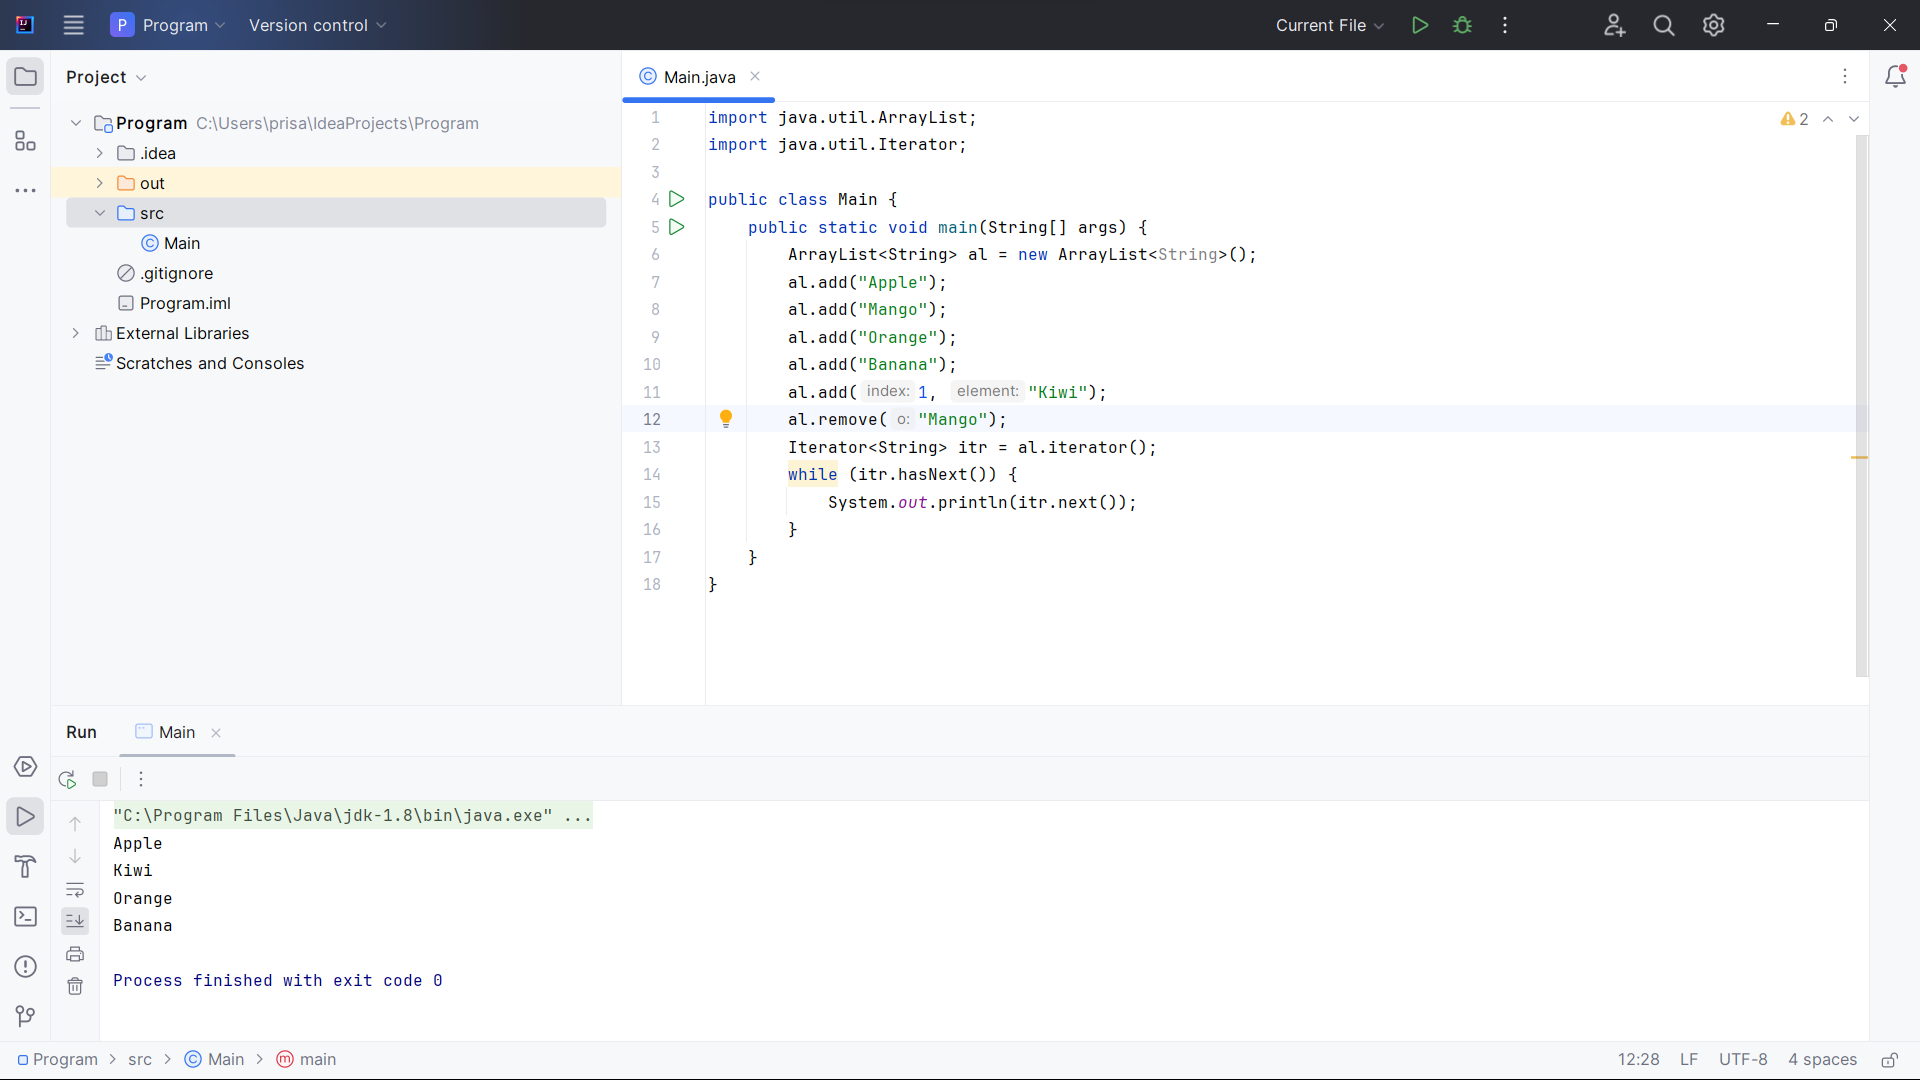 P Program Version control Current File
Project
Main.java
Program C:\Users\prisa\IdeaProjects\Program
.idea
out
src
Main
.gitignore
Program.iml
External Libraries
Scratches and Consoles
2
1 import java.util.ArrayList;
2 import java.util.Iterator;
3
4 public class Main {
5 public static void main(String[] args) {
6 ArrayList<String> al = new ArrayList<String>();
7 al.add("Apple");
8 al.add("Mango");
9 al.add("Orange");
10 al.add("Banana");
11 al.add( index: 1, element: "Kiwi");
12 al.remove( o: "Mango");
13 Iterator<String> itr = al.iterator();
14 while (itr.hasNext()) {
15 System.out.println(itr.next());
16 }
17 }
18 }
Run Main
"C:\Program Files\Java\jdk-1.8\bin\java.exe" ...
Apple
Kiwi
Orange
Banana
Process finished with exit code 0
Program > src > Main > main 12:28 LF UTF-8 4 spaces